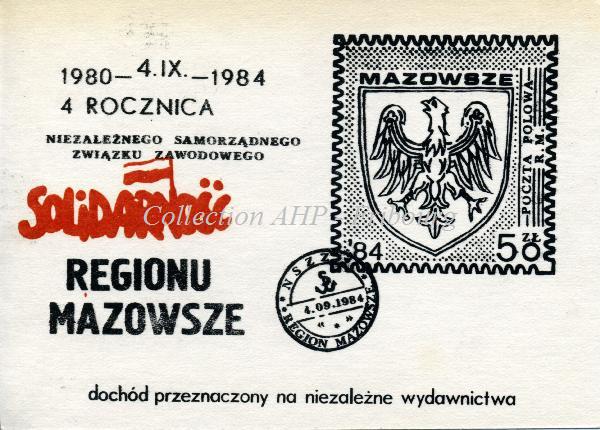 1980 – 4.IX. – 1984
4 ROCZNICA
NIEZALEŻNEGO SAMORZĄDNEGO
ZWIĄZKU ZAWODOWEGO
SOLIDARNOŚĆ
REGIONU
MAZOWSZE
MAZOWSZE
POCZTA POLOWA
R.M.
'84
50 ZŁ
NSZZ
4.09.1984
REGION MAZOWSZE
Collection AHP
dochód przeznaczony na niezależne wydawnictwa